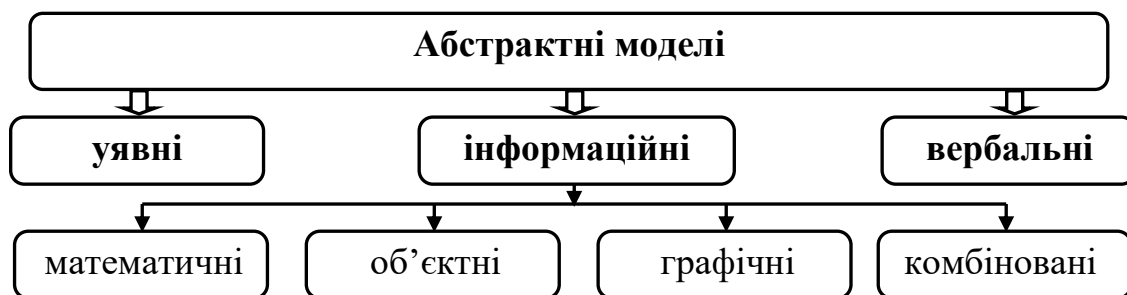 Абстрактні моделі
уявні інформаційні вербальні
математичні об’єктні графічні комбіновані